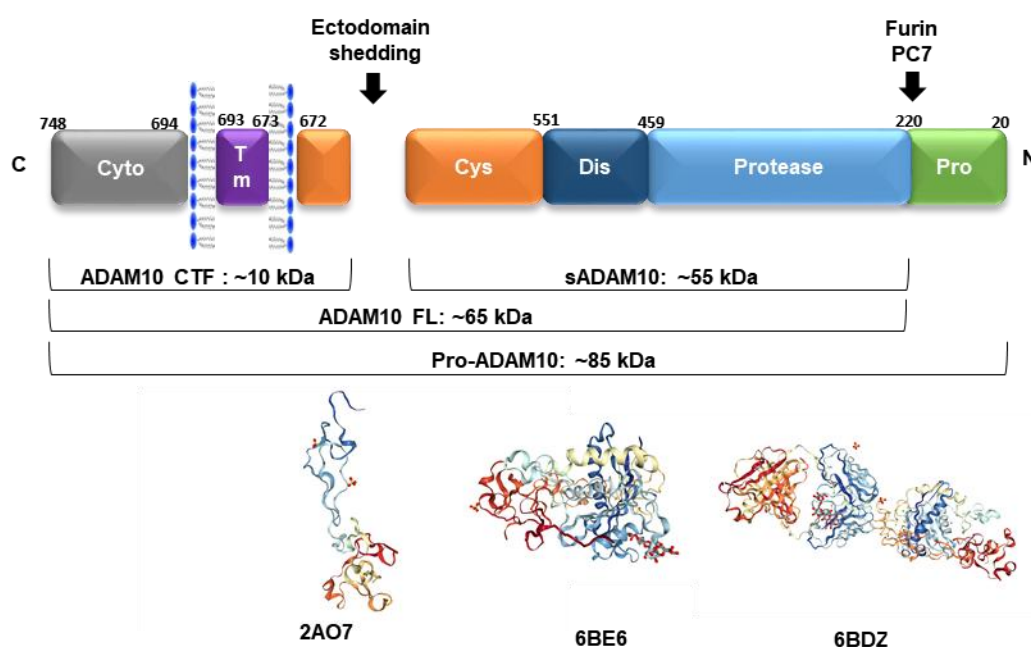 Ectodomain
shedding
Furin
PC7
748
694
693
673
672
551
459
220
20
C
Cyto
T
m
Cys
Dis
Protease
Pro
N
ADAM10 CTF : ~10 kDa
sADAM10: ~55 kDa
ADAM10 FL: ~65 kDa
Pro-ADAM10: ~85 kDa
2AO7
6BE6
6BDZ